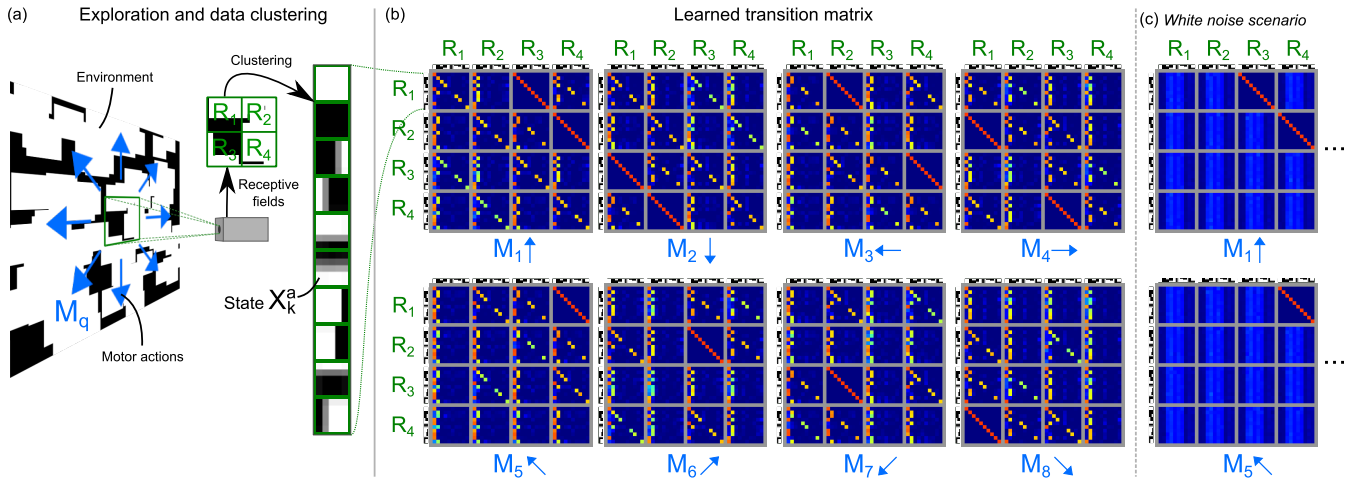 (a) Exploration and data clustering
Environment
Clustering
R1 R2
R3 R4
Receptive
fields
State X_k^a
Mq
Motor actions
(b) Learned transition matrix
R1 R2 R3 R4 R1 R2 R3 R4 R1 R2 R3 R4 R1 R2 R3 R4
R1
R2
R3
R4
M1↑ M2↓ M3← M4→
R1
R2
R3
R4
M5↖ M6↗ M7↙ M8↘
(c) White noise scenario
R1 R2 R3 R4
...
M1↑
...
M5↖